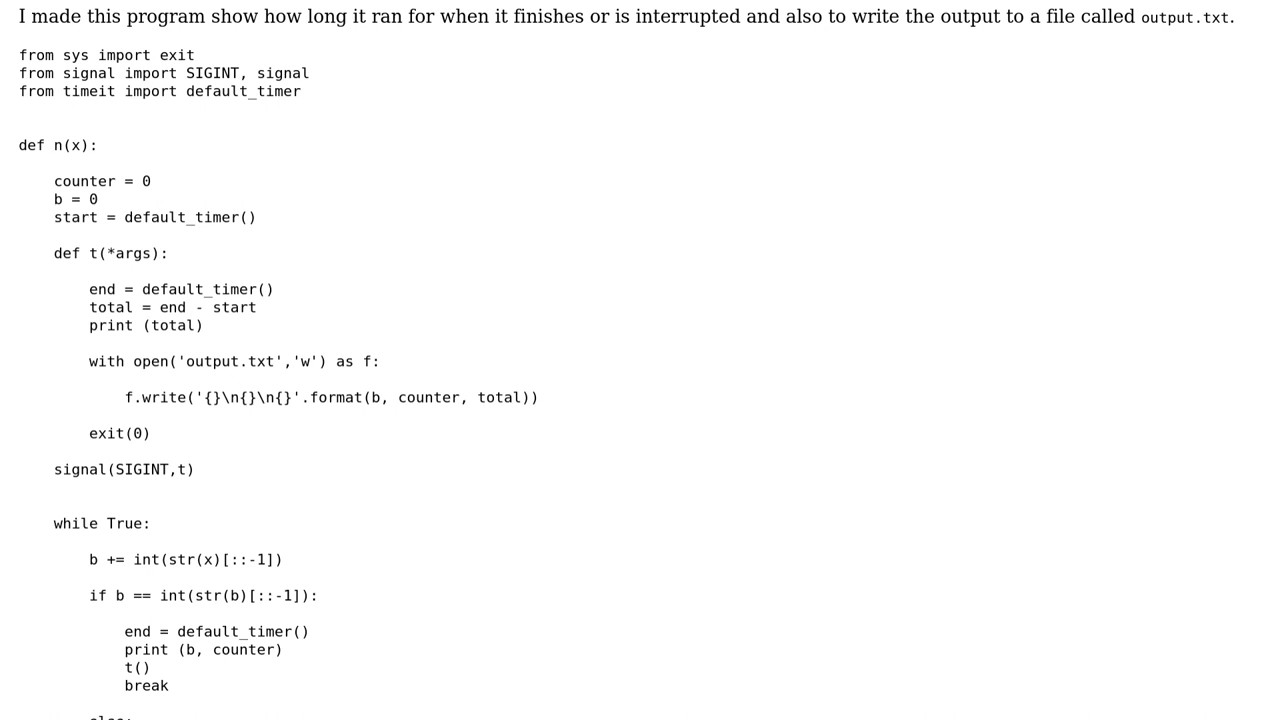 I made this program show how long it ran for when it finishes or is interrupted and also to write the output to a file called output.txt.
from sys import exit
from signal import SIGINT, signal
from timeit import default_timer
def n(x):
    counter = 0
    b = 0
    start = default_timer()
    def t(*args):
        end = default_timer()
        total = end - start
        print (total)
        with open('output.txt','w') as f:
            f.write('{}\n{}\n{}'.format(b, counter, total))
        exit(0)
    signal(SIGINT,t)
    while True:
        b += int(str(x)[::-1])
        if b == int(str(b)[::-1]):
            end = default_timer()
            print (b, counter)
            t()
            break